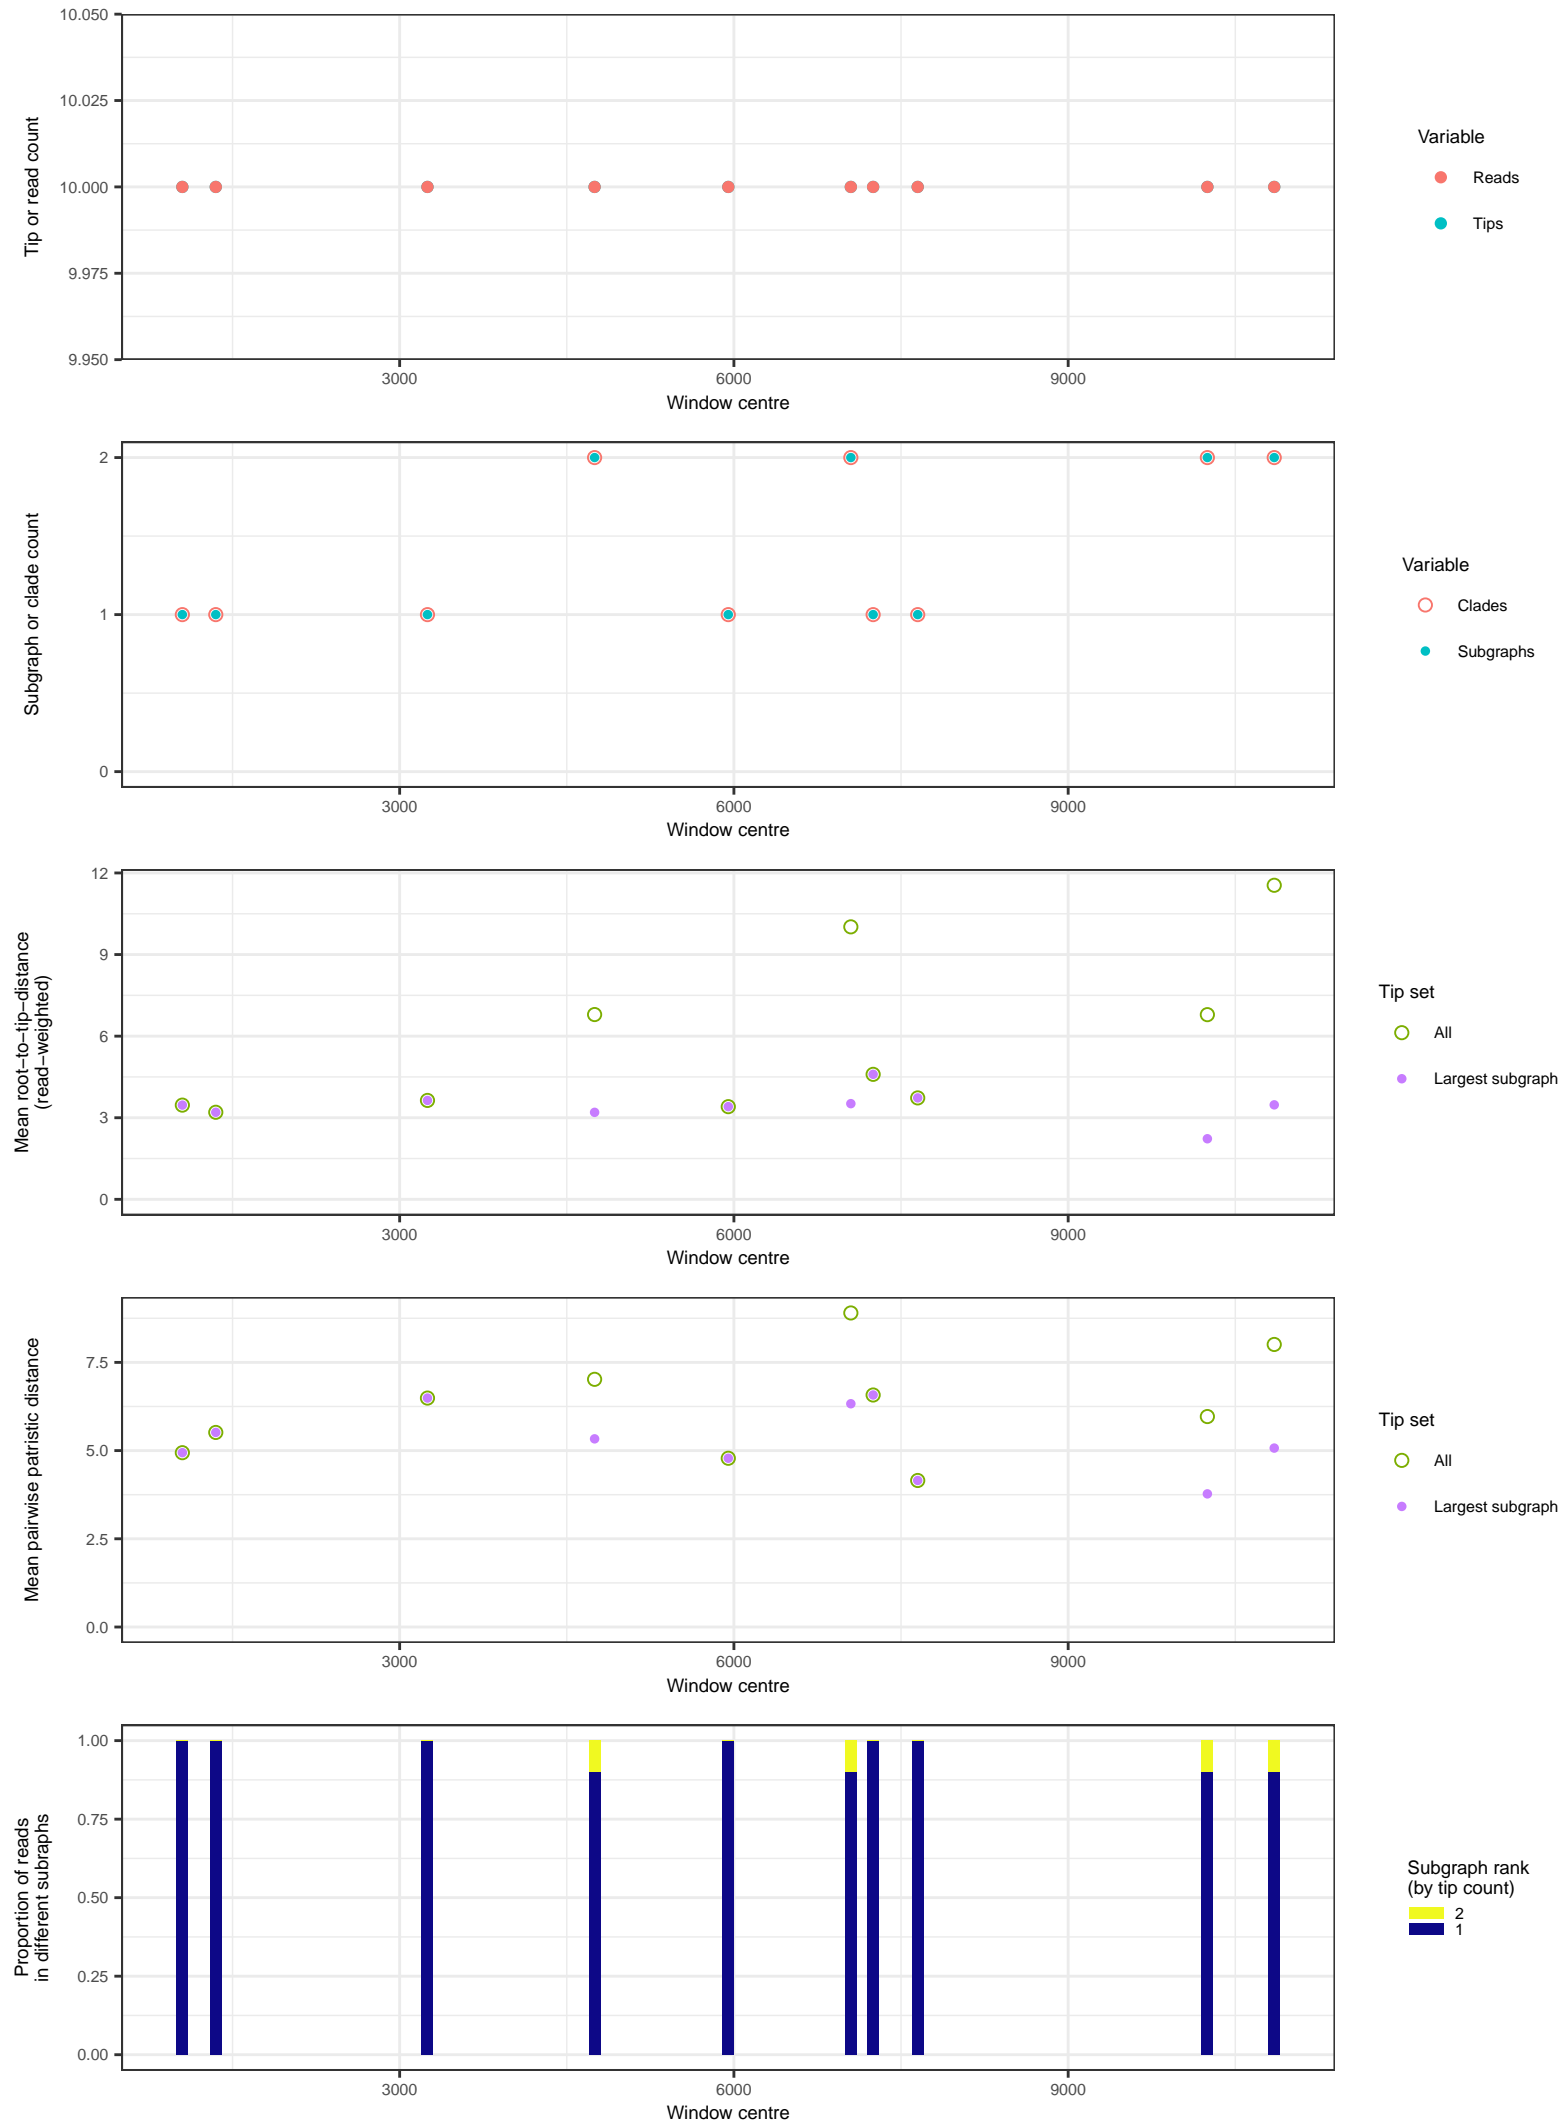 10.050
10.025
10.000
9.975
9.950
Tip or read count
3000 6000 9000
Window centre
Variable
Reads
Tips
2
1
0
Subgraph or clade count
3000 6000 9000
Window centre
Variable
Clades
Subgraphs
12
9
6
3
0
Mean root−to−tip−distance
(read−weighted)
3000 6000 9000
Window centre
Tip set
All
Largest subgraph
7.5
5.0
2.5
0.0
Mean pairwise patristic distance
3000 6000 9000
Window centre
Tip set
All
Largest subgraph
1.00
0.75
0.50
0.25
0.00
Proportion of reads
in different subraphs
3000 6000 9000
Window centre
Subgraph rank
(by tip count)
2
1